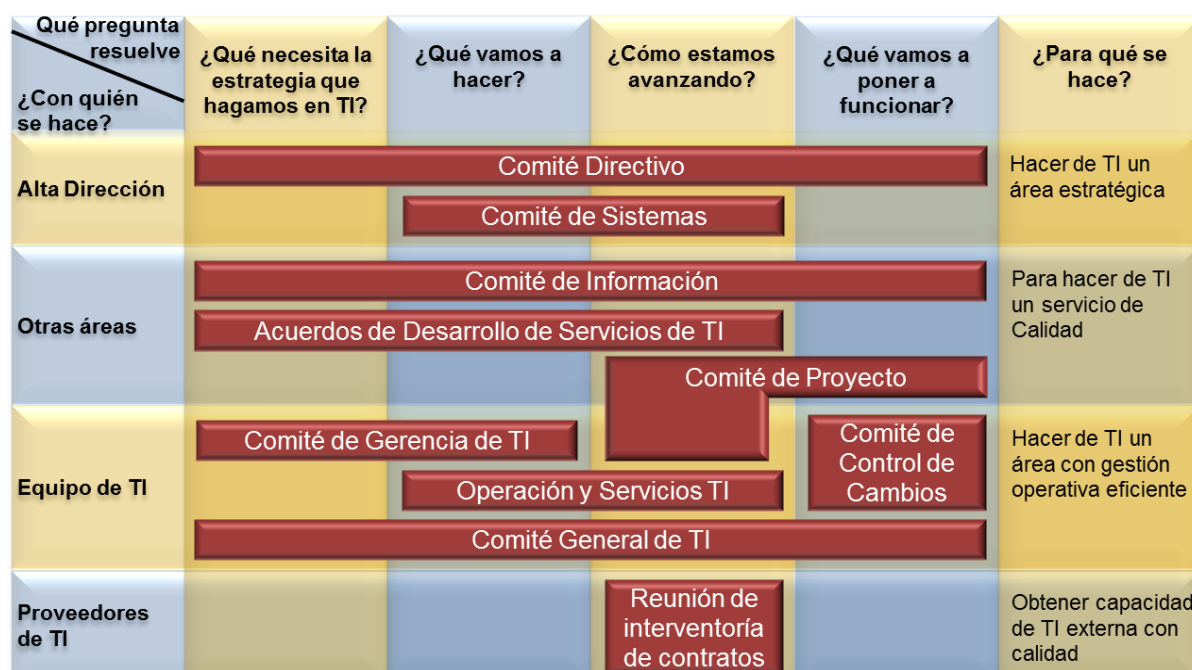 Qué pregunta
resuelve
¿Con quién
se hace?
¿Qué necesita la
estrategia que
hagamos en TI?
¿Qué vamos a
hacer?
¿Cómo estamos
avanzando?
¿Qué vamos a
poner a
funcionar?
¿Para qué se
hace?
Alta Dirección
Comité Directivo
Comité de Sistemas
Hacer de TI un
área estratégica
Otras áreas
Comité de Información
Acuerdos de Desarrollo de Servicios de TI
Comité de Proyecto
Para hacer de TI
un servicio de
Calidad
Equipo de TI
Comité de Gerencia de TI
Comité de
Control de
Cambios
Operación y Servicios TI
Comité General de TI
Hacer de TI un
área con gestión
operativa eficiente
Proveedores
de TI
Reunión de
interventoría
de contratos
Obtener capacidad
de TI externa con
calidad